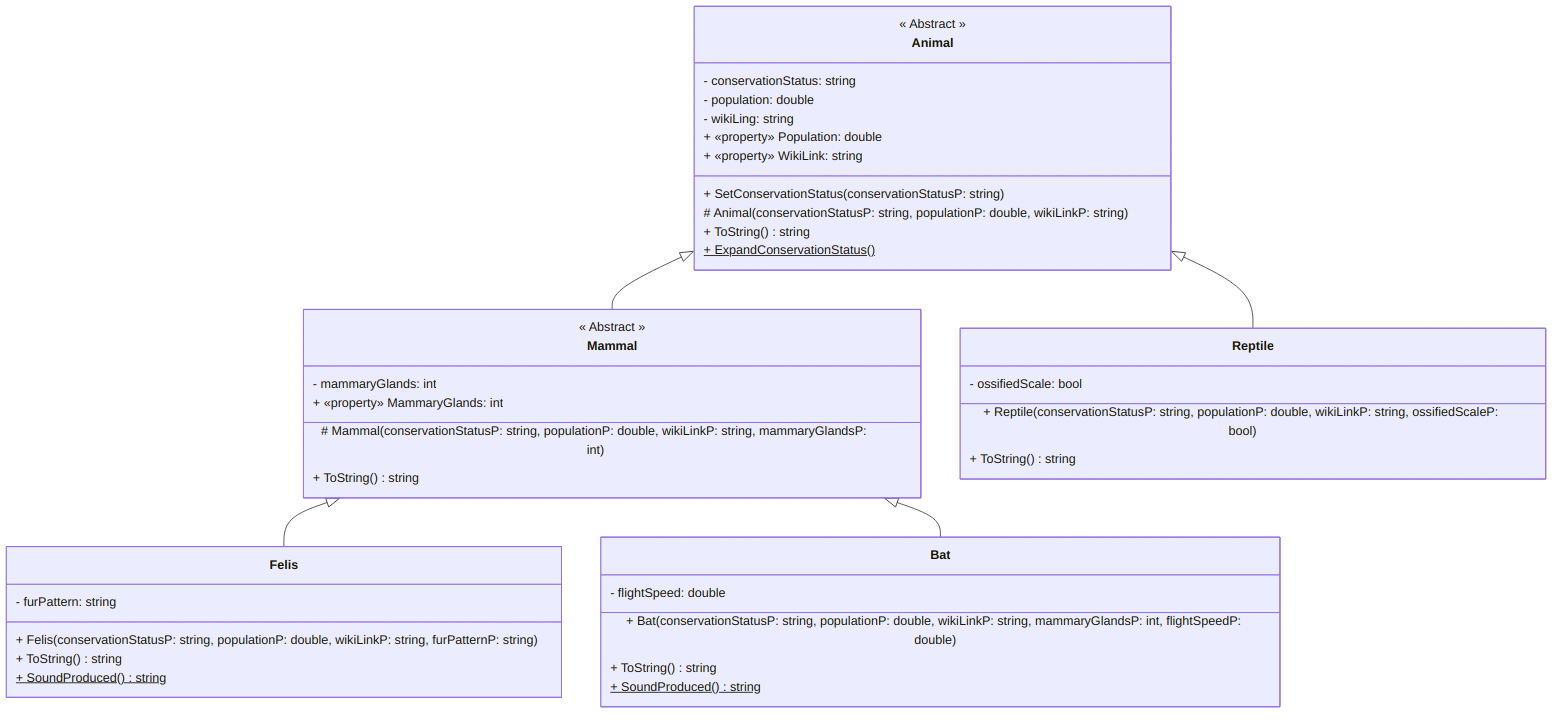 « Abstract »
Animal
- conservationStatus: string
- population: double
- wikiLing: string
+ «property» Population: double
+ «property» WikiLink: string
+ SetConservationStatus(conservationStatusP: string)
# Animal(conservationStatusP: string, populationP: double, wikiLinkP: string)
+ ToString() : string
+ ExpandConservationStatus()
« Abstract »
Mammal
- mammaryGlands: int
+ «property» MammaryGlands: int
# Mammal(conservationStatusP: string, populationP: double, wikiLinkP: string, mammaryGlandsP:
int)
+ ToString() : string
Reptile
- ossifiedScale: bool
+ Reptile(conservationStatusP: string, populationP: double, wikiLinkP: string, ossifiedScaleP:
bool)
+ ToString() : string
Felis
- furPattern: string
+ Felis(conservationStatusP: string, populationP: double, wikiLinkP: string, furPatternP: string)
+ ToString() : string
+ SoundProduced() : string
Bat
- flightSpeed: double
+ Bat(conservationStatusP: string, populationP: double, wikiLinkP: string, mammaryGlandsP: int, flightSpeedP:
double)
+ ToString() : string
+ SoundProduced() : string